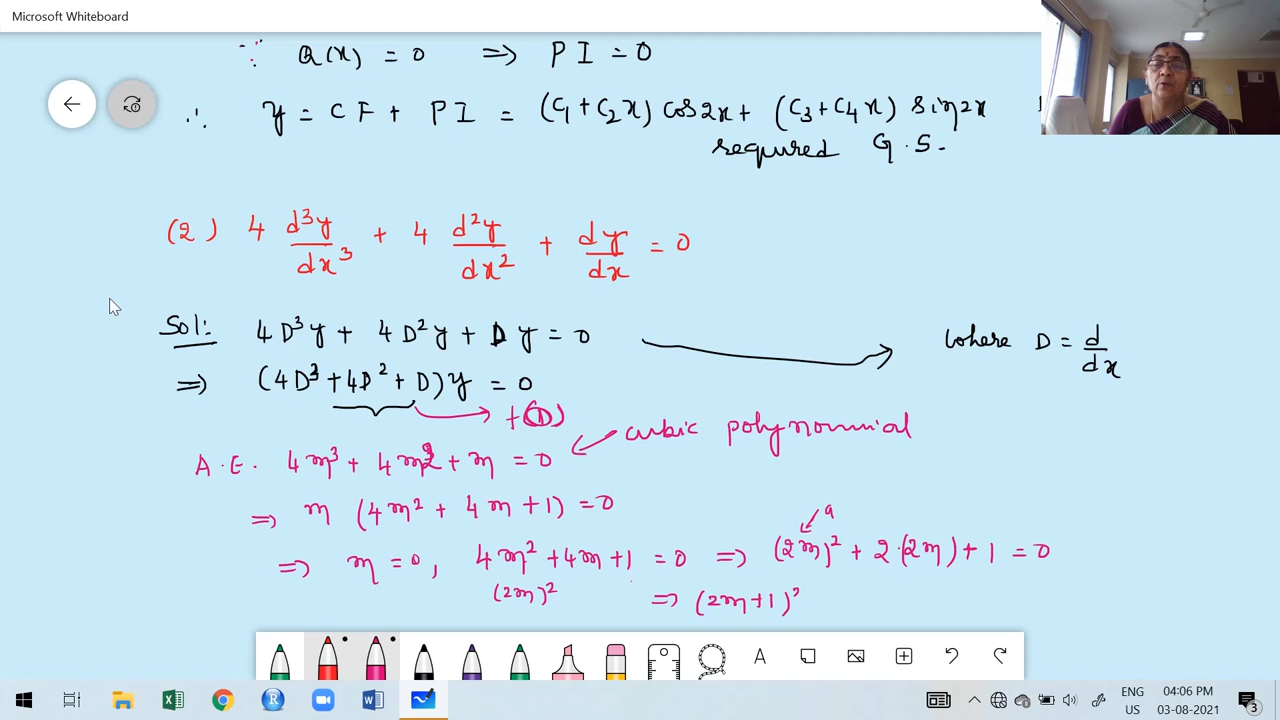 Microsoft Whiteboard
∵ Q(x) = 0 ⇒ P I = 0
∴ y = C F + P I = (C1 + C2x) cos2x + (C3 + C4x) sin2x
requred G.S.
(2) 4 d³y/dx³ + 4 d²y/dx² + dy/dx = 0
Sol: 4D³y + 4D²y + Dy = 0 where D = d/dx
⇒ (4D³ + 4D² + D)y = 0
f(D)
cubic polynomial
A.E. 4m³ + 4m² + m = 0
⇒ m (4m² + 4m + 1) = 0
a
⇒ m = 0, 4m² + 4m + 1 = 0 ⇒ (2m)² + 2·(2m) + 1 = 0
(2m)² ⇒ (2m+1)²
A
ENG 04:06 PM
US 03-08-2021
3